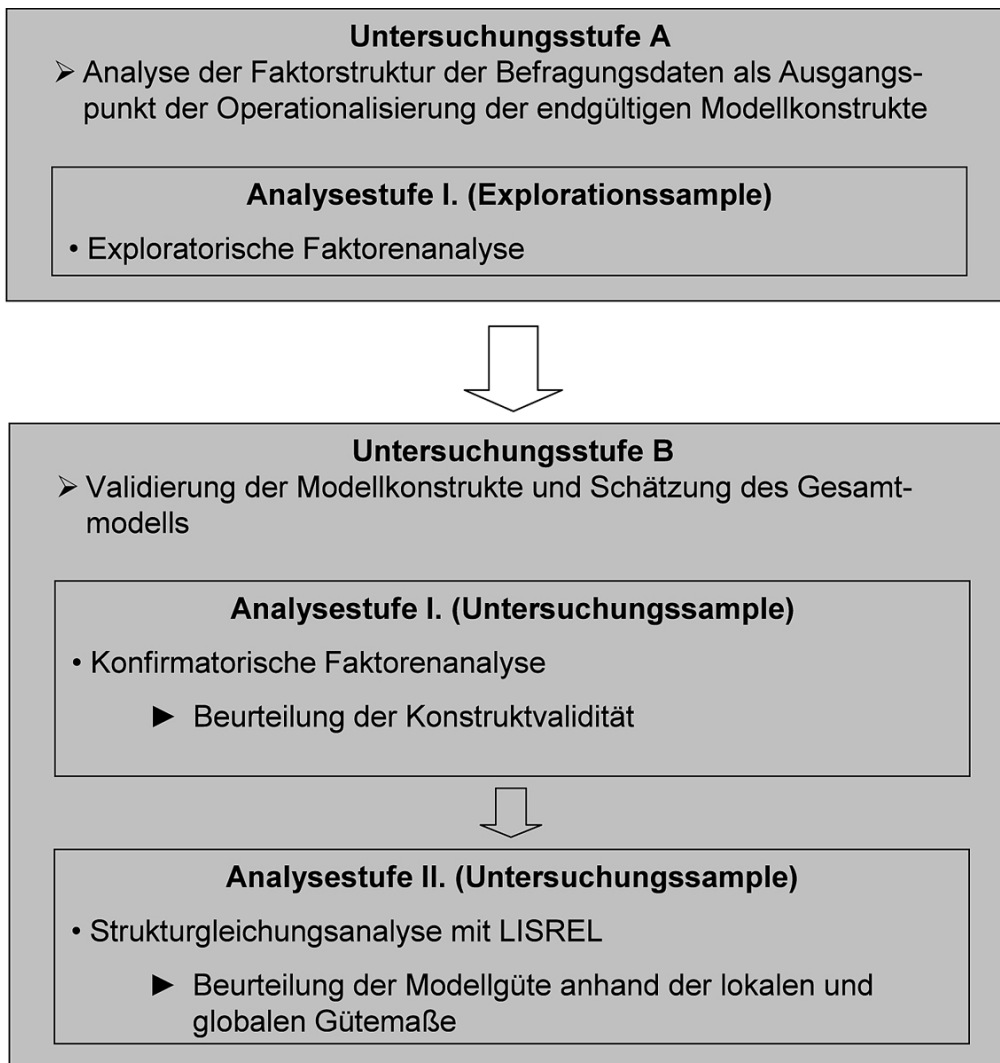 Untersuchungsstufe A
➢ Analyse der Faktorstruktur der Befragungsdaten als Ausgangs-
punkt der Operationalisierung der endgültigen Modellkonstrukte
Analysestufe I. (Explorationssample)
• Exploratorische Faktorenanalyse
Untersuchungsstufe B
➢ Validierung der Modellkonstrukte und Schätzung des Gesamt-
modells
Analysestufe I. (Untersuchungssample)
• Konfirmatorische Faktorenanalyse
► Beurteilung der Konstruktvalidität
Analysestufe II. (Untersuchungssample)
• Strukturgleichungsanalyse mit LISREL
► Beurteilung der Modellgüte anhand der lokalen und
globalen Gütemaße